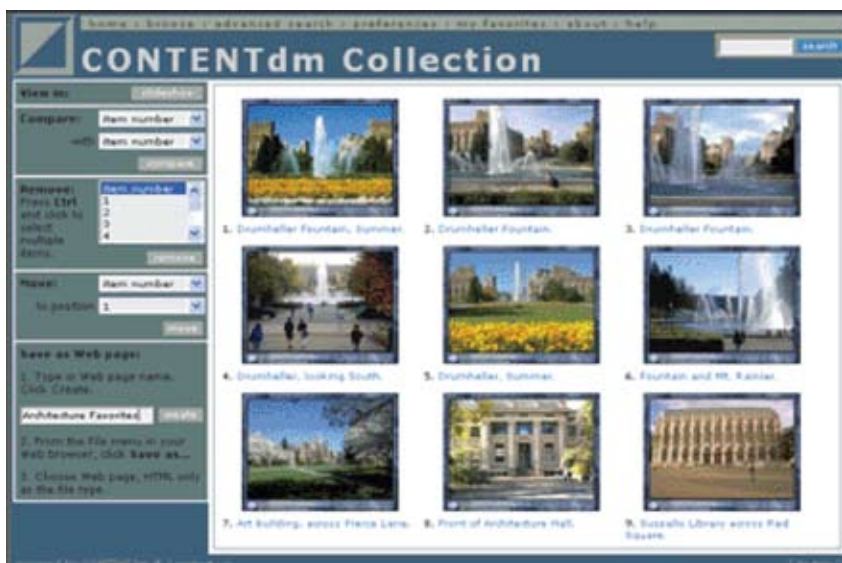 home : browse : advanced search : preferences : my favorites : about : help
CONTENTdm Collection
search
View in:
slideshow
Compare: item number
with item number
compare
Remove:
Press Ctrl
and click to
select
multiple
items.
item number
1
2
3
4
remove
Move: item number
to position 1
move
Save as Web page:
1. Type in Web page name.
Click Create.
Architecture Favorites
create
2. From the File menu in your
Web browser, click Save as...
3. Choose Web page, HTML only
as the file type.
1. Drumheller Fountain, Summer.
2. Drumheller Fountain.
3. Drumheller Fountain.
4. Drumheller, looking South.
5. Drumheller, Summer.
6. Fountain and Mt. Rainier.
7. Art building, across Pierce Lane.
8. Front of Architecture Hall.
9. Suzzallo Library across Red
Square.